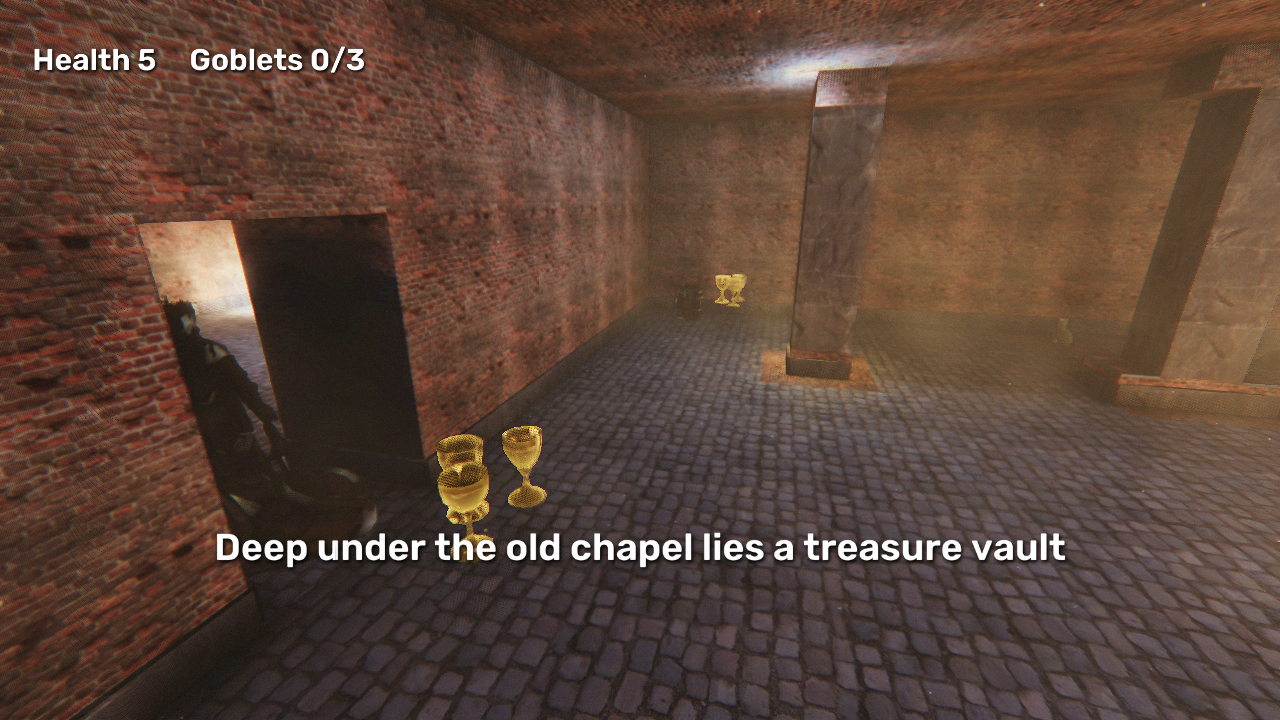 Health 5 Goblets 0/3
Deep under the old chapel lies a treasure vault